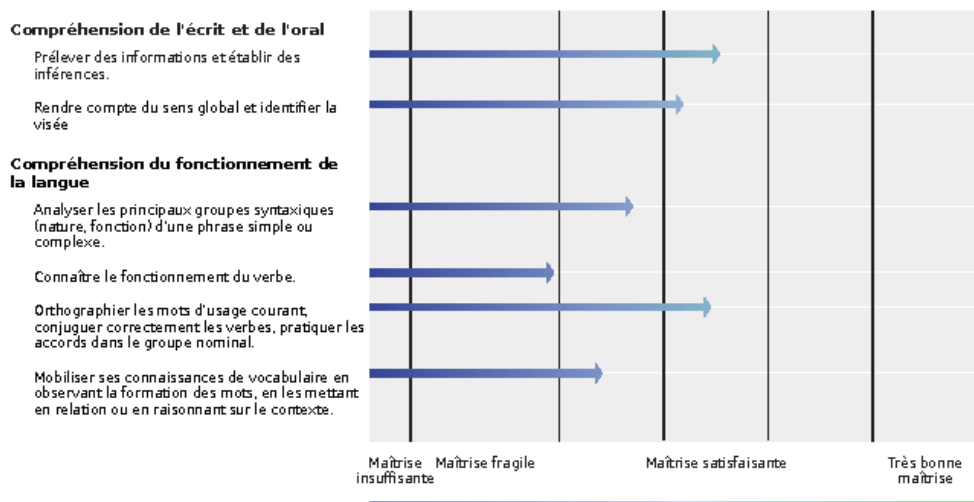 Compréhension de l'écrit et de l'oral
Prélever des informations et établir des
inférences.
Rendre compte du sens global et identifier la
visée
Compréhension du fonctionnement de
la langue
Analyser les principaux groupes syntaxiques
(nature, fonction) d'une phrase simple ou
complexe.
Connaître le fonctionnement du verbe.
Orthographier les mots d'usage courant,
conjuguer correctement les verbes, pratiquer les
accords dans le groupe nominal.
Mobiliser ses connaissances de vocabulaire en
observant la formation des mots, en les mettant
en relation ou en raisonnant sur le contexte.
Maîtrise
insuffisante
Maîtrise fragile
Maîtrise satisfaisante
Très bonne
maîtrise